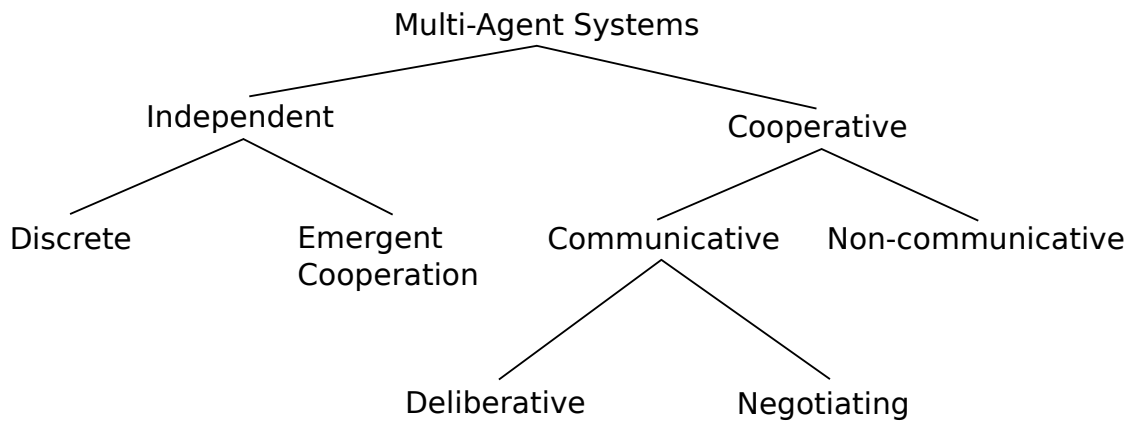 Multi-Agent Systems
Independent
Cooperative
Discrete
Emergent
Cooperation
Communicative
Non-communicative
Deliberative
Negotiating